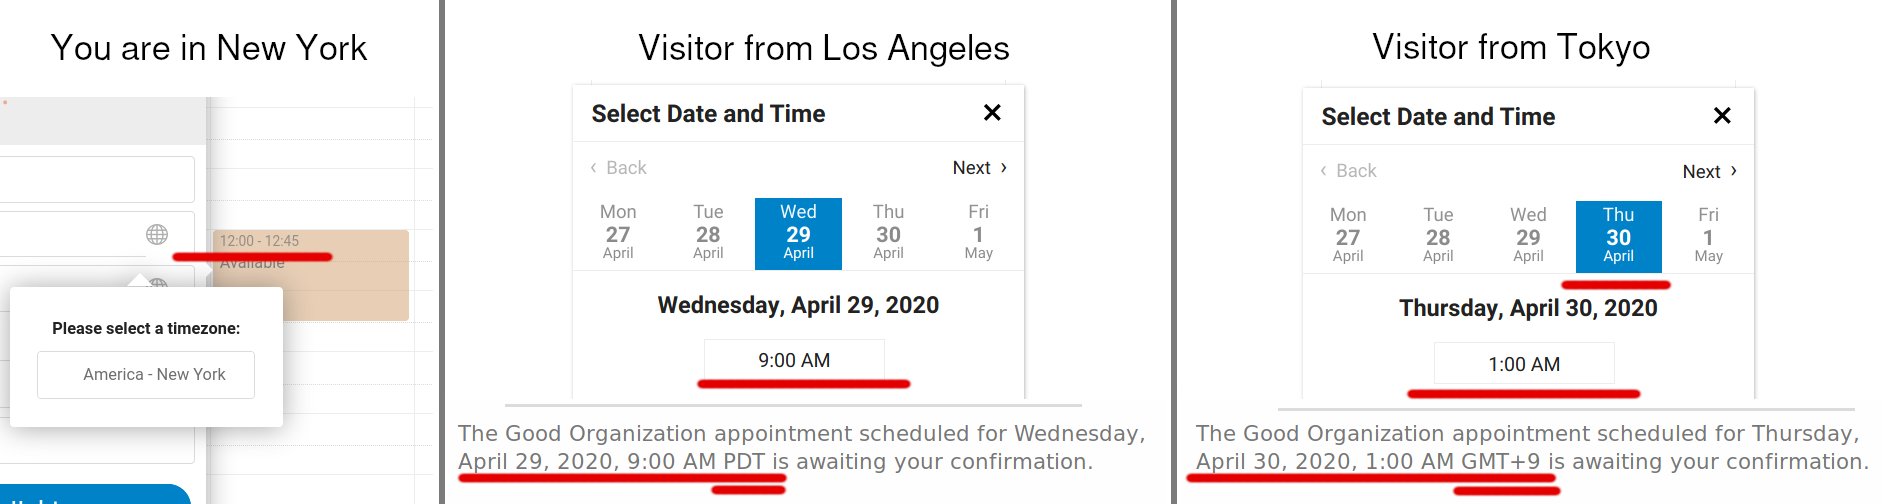 You are in New York
12:00 - 12:45
Available
Please select a timezone:
America - New York
Visitor from Los Angeles
Select Date and Time
Back
Next
Mon Tue Wed Thu Fri
27 28 29 30 1
April April April April May
Wednesday, April 29, 2020
9:00 AM
The Good Organization appointment scheduled for Wednesday,
April 29, 2020, 9:00 AM PDT is awaiting your confirmation.
Visitor from Tokyo
Select Date and Time
Back
Next
Mon Tue Wed Thu Fri
27 28 29 30 1
April April April April May
Thursday, April 30, 2020
1:00 AM
The Good Organization appointment scheduled for Thursday,
April 30, 2020, 1:00 AM GMT+9 is awaiting your confirmation.